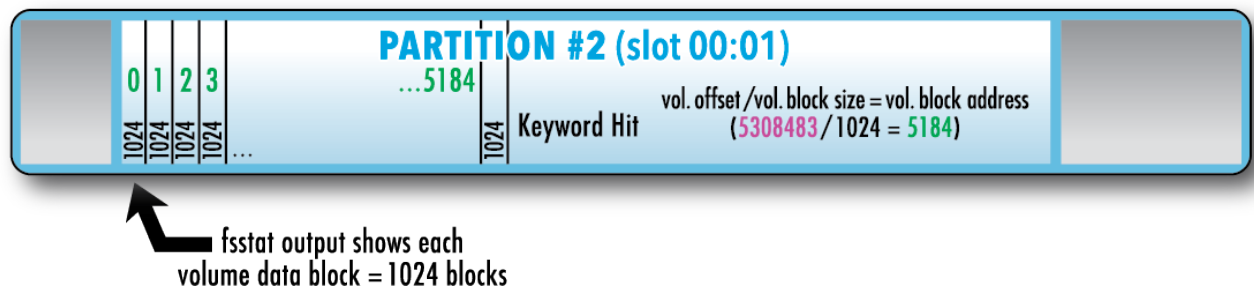 PARTITION #2 (slot 00:01)
0 1 2 3 ...5184
vol. offset/vol. block size = vol. block address
(5308483/1024 = 5184)
Keyword Hit
1024 1024 1024 1024 ... 1024
fsstat output shows each
volume data block = 1024 blocks